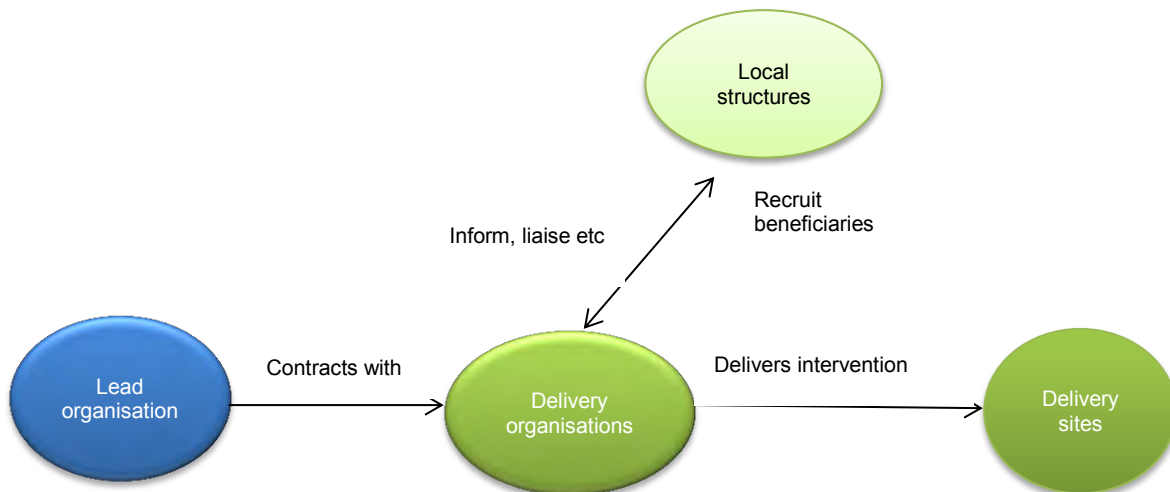 Local
structures
Recruit
beneficiaries
Inform, liaise etc
Contracts with
Delivers intervention
Lead
organisation
Delivery
organisations
Delivery
sites